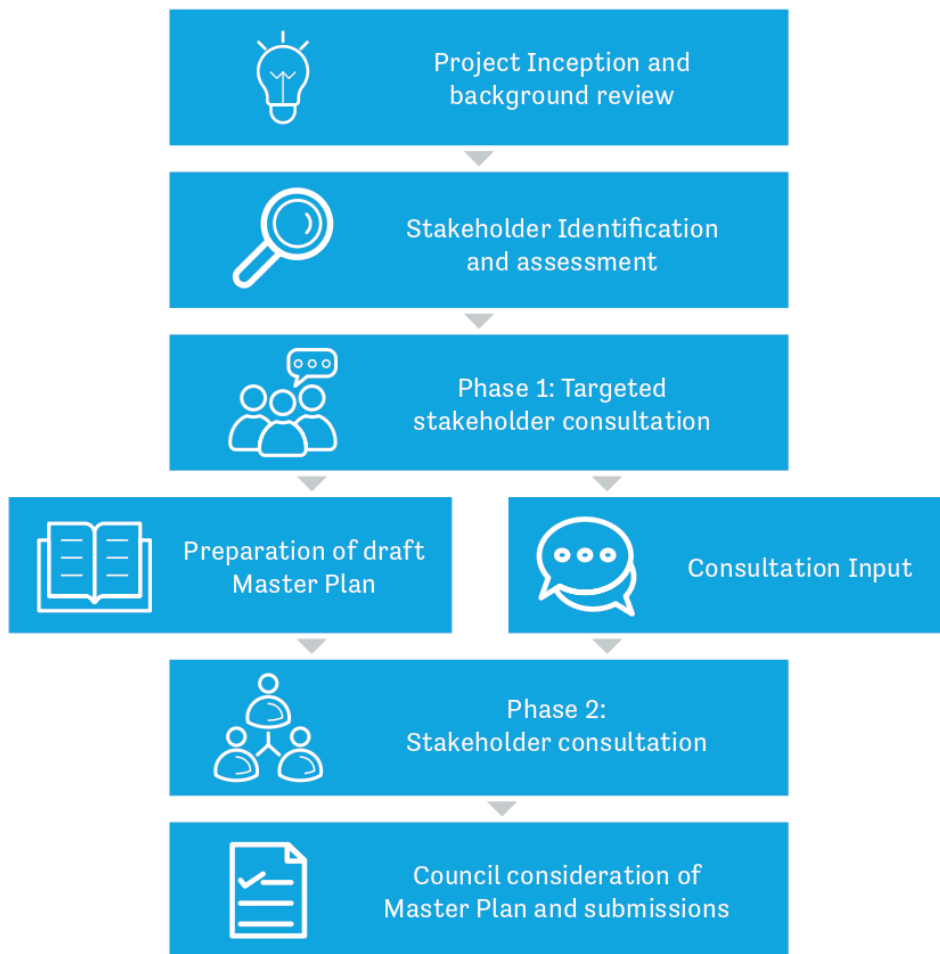 Project Inception and
background review
Stakeholder Identification
and assessment
Phase 1: Targeted
stakeholder consultation
Preparation of draft
Master Plan
Consultation Input
Phase 2:
Stakeholder consultation
Council consideration of
Master Plan and submissions